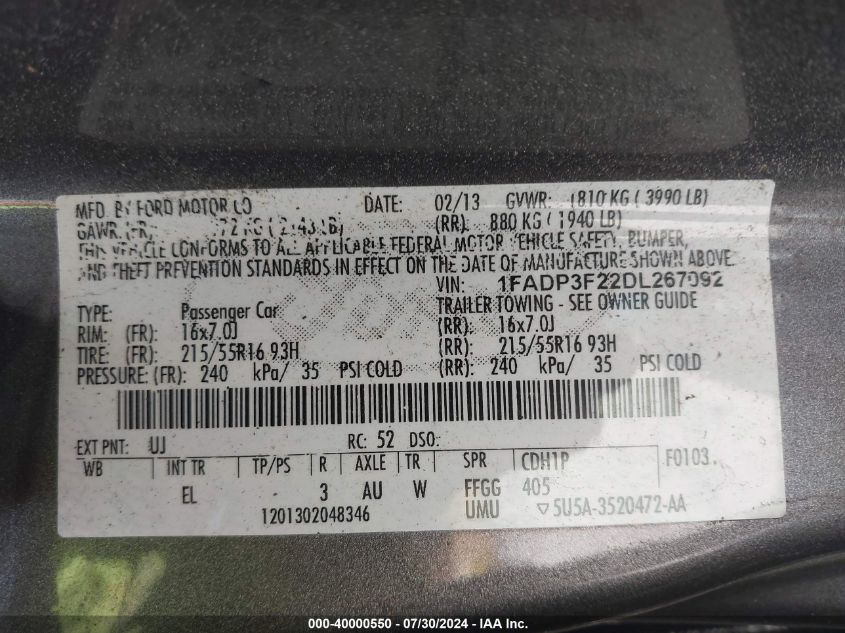 MFD. BY FORD MOTOR CO DATE: 02/13 GVWR: 1810 KG ( 3990 LB)
GAWR: (FR) KG ( LB) (RR): 880 KG ( 1940 LB)
THIS VEHICLE CONFORMS TO ALL APPLICABLE FEDERAL MOTOR VEHICLE SAFETY, BUMPER,
AND THEFT PREVENTION STANDARDS IN EFFECT ON THE DATE OF MANUFACTURE SHOWN ABOVE.
VIN: 1FADP3F22DL267092
TYPE: Passenger Car TRAILER TOWING - SEE OWNER GUIDE
RIM: (FR): 16x7.0J (RR): 16x7.0J
TIRE: (FR): 215/55R16 93H (RR): 215/55R16 93H
PRESSURE: (FR): 240 kPa/ 35 PSI COLD (RR): 240 kPa/ 35 PSI COLD
EXT PNT: UJ RC: 52 DSO:
WB INT TR TP/PS R AXLE TR SPR CDH1P F0103
EL 3 AU W FFGG 405
1201302048346 UMU ▽5U5A-3520472-AA
000-40000550 / 07/30/2024 - IAA Inc.